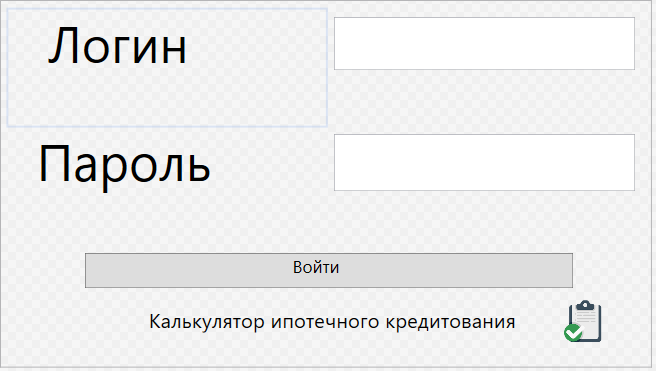 Логин
Пароль
Войти
Калькулятор ипотечного кредитования